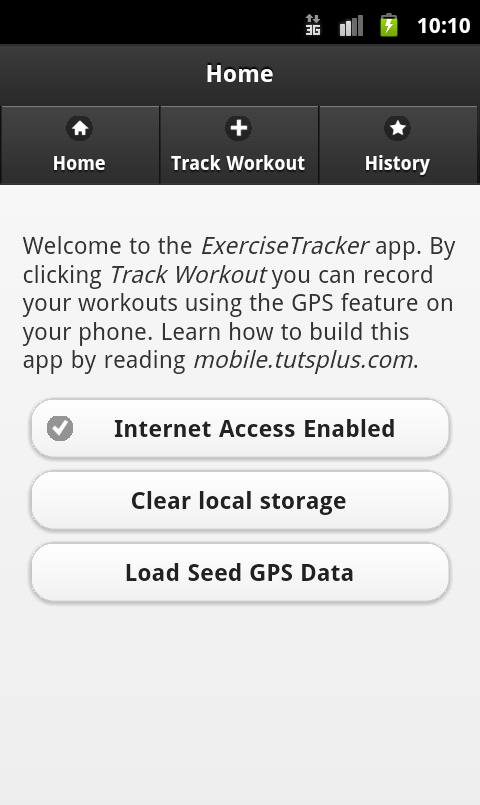 3G 10:10
Home
Home Track Workout History
Welcome to the ExerciseTracker app. By
clicking Track Workout you can record
your workouts using the GPS feature on
your phone. Learn how to build this
app by reading mobile.tutsplus.com.
Internet Access Enabled
Clear local storage
Load Seed GPS Data